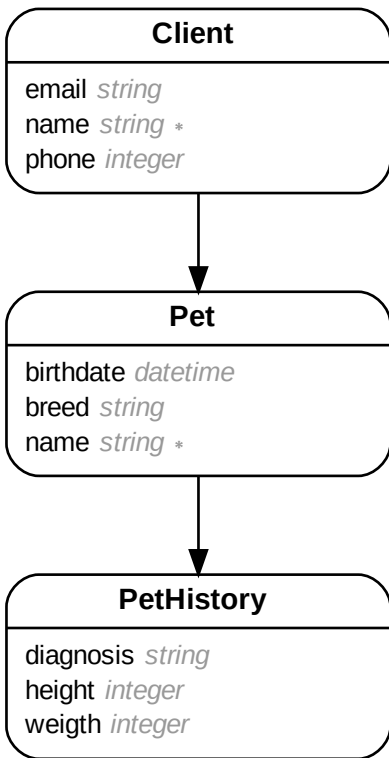 Client
email string *
name string *
phone integer
Pet
birthdate datetime
breed string
name string *
PetHistory
diagnosis string
height integer
weigth integer